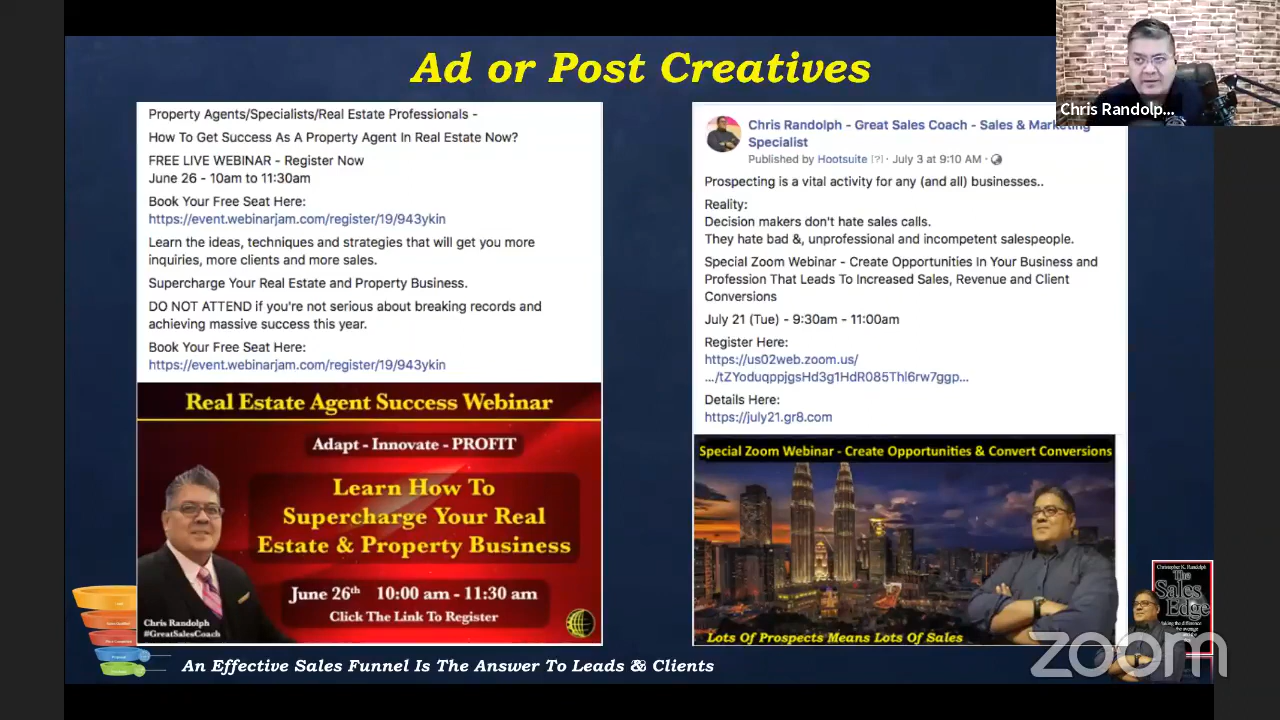 Ad or Post Creatives
Chris Randolp...
Property Agents/Specialists/Real Estate Professionals -
How To Get Success As A Property Agent In Real Estate Now?
FREE LIVE WEBINAR - Register Now
June 26 - 10am to 11:30am
Book Your Free Seat Here:
https://event.webinarjam.com/register/19/943ykin
Learn the ideas, techniques and strategies that will get you more
inquiries, more clients and more sales.
Supercharge Your Real Estate and Property Business.
DO NOT ATTEND if you're not serious about breaking records and
achieving massive success this year.
Book Your Free Seat Here:
https://event.webinarjam.com/register/19/943ykin
Real Estate Agent Success Webinar
Adapt - Innovate - PROFIT
Learn How To
Supercharge Your Real
Estate & Property Business
June 26th 10:00 am - 11:30 am
Click The Link To Register
Chris Randolph
#GreatSalesCoach
Chris Randolph - Great Sales Coach - Sales & Marketing
Specialist
Published by Hootsuite [?] · July 3 at 9:10 AM ·
Prospecting is a vital activity for any (and all) businesses..
Reality:
Decision makers don't hate sales calls.
They hate bad &, unprofessional and incompetent salespeople.
Special Zoom Webinar - Create Opportunities In Your Business and
Profession That Leads To Increased Sales, Revenue and Client
Conversions
July 21 (Tue) - 9:30am - 11:00am
Register Here:
https://us02web.zoom.us/
.../tZYoduqppjgsHd3g1HdR085Thl6rw7ggp...
Details Here:
https://july21.gr8.com
Special Zoom Webinar - Create Opportunities & Convert Conversions
Lots Of Prospects Means Lots Of Sales
Christopher K. Randolph
The
Sales
Edge
An Effective Sales Funnel Is The Answer To Leads & Clients
zoom